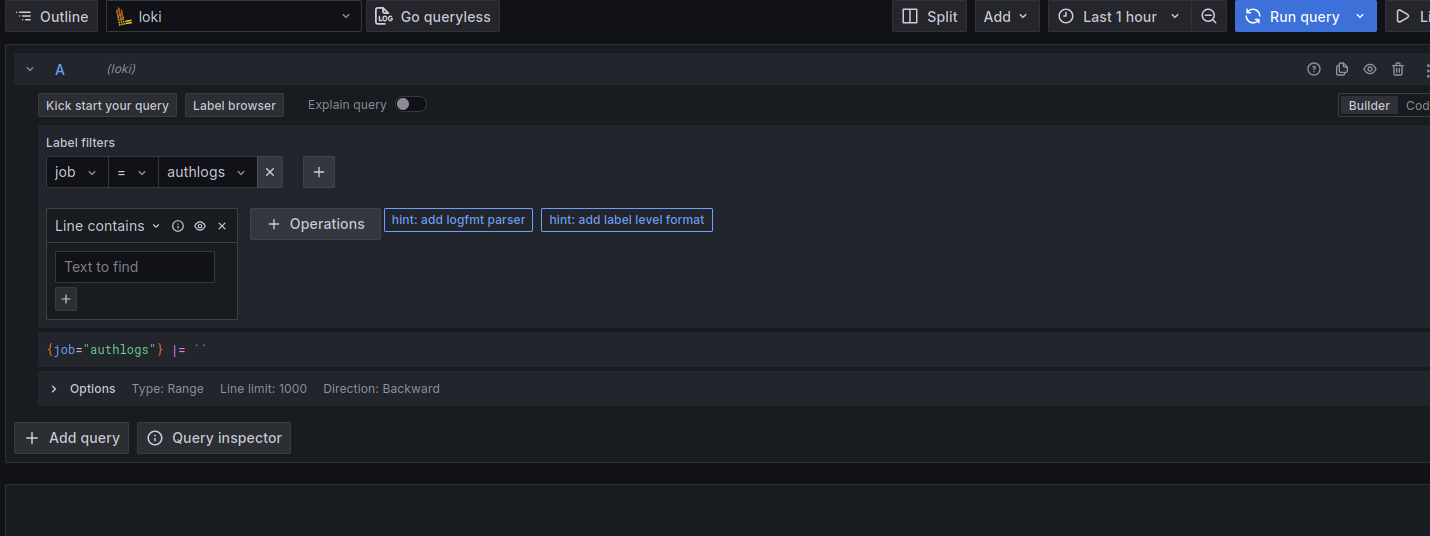 Outline loki Go queryless Split Add Last 1 hour Run query Li
A (loki)
Kick start your query Label browser Explain query Builder Cod
Label filters
job = authlogs
Line contains Operations hint: add logfmt parser hint: add label level format
Text to find
{job="authlogs"} |= ``
Options Type: Range Line limit: 1000 Direction: Backward
Add query Query inspector